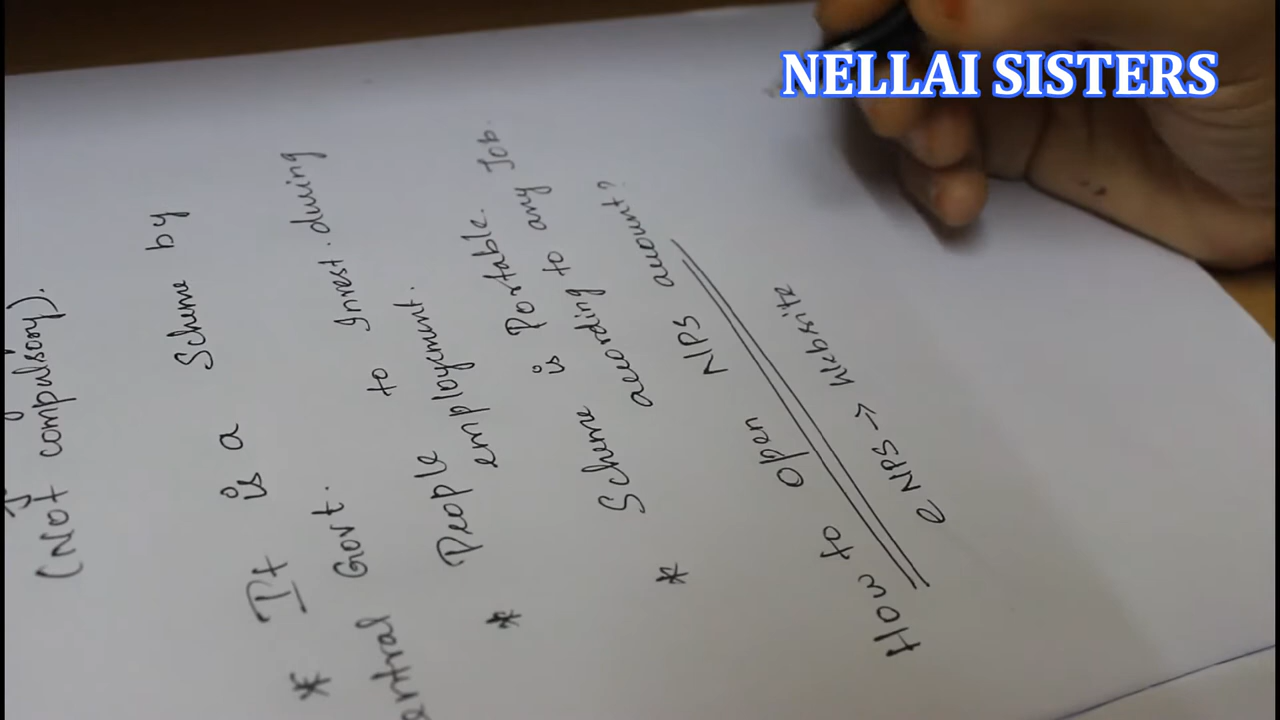 NELLAI SISTERS
(Not compulsory).
* It is a Scheme by
Govt.
* People to Invest during
employment.
* Scheme is Portable.
according to any Job.
How to open NPS account?
eNPS → Website